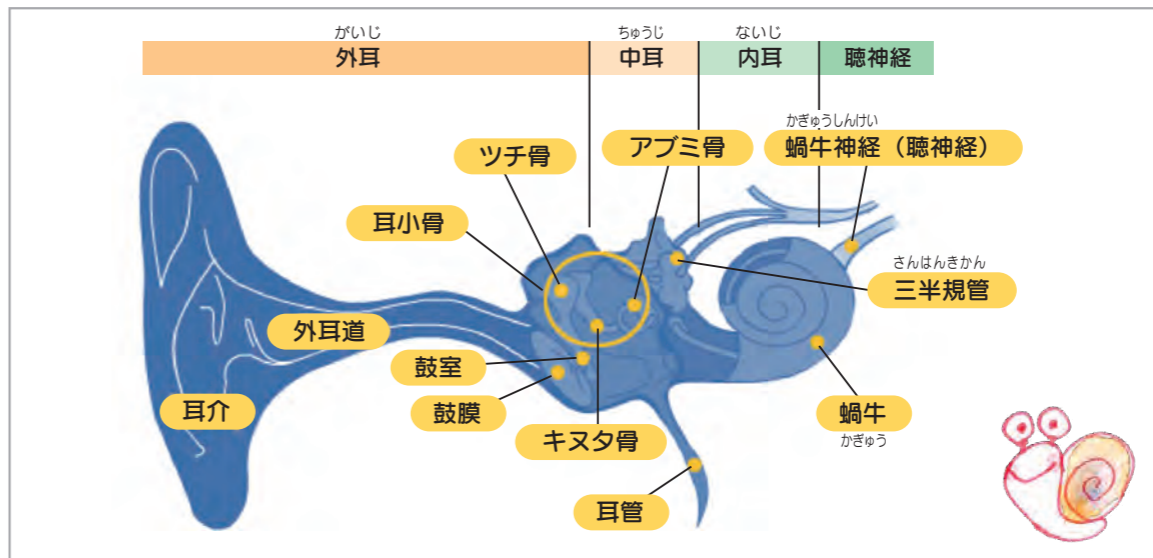 がいじ
外耳
ちゅうじ
中耳
ないじ
内耳
聴神経
かぎゅうしんけい
蝸牛神経（聴神経）
アブミ骨
ツチ骨
耳小骨
さんはんきかん
三半規管
外耳道
鼓室
鼓膜
耳介
キヌタ骨
蝸牛
かぎゅう
耳管